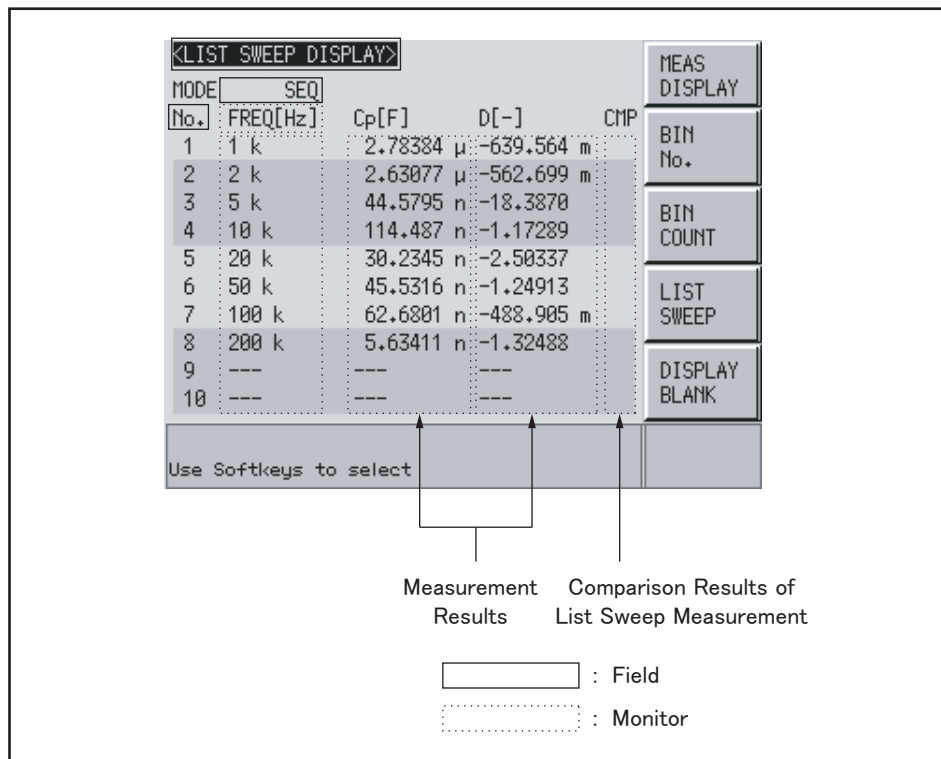 <LIST SWEEP DISPLAY>
MODE SEQ
No. FREQ[Hz] Cp[F] D[-] CMP
1 1 k 2.78384 μ -639.564 m
2 2 k 2.63077 μ -562.699 m
3 5 k 44.5795 n -18.3870
4 10 k 114.487 n -1.17289
5 20 k 30.2345 n -2.50337
6 50 k 45.5316 n -1.24913
7 100 k 62.6801 n -488.905 m
8 200 k 5.63411 n -1.32488
9 --- --- ---
10 --- --- ---
MEAS
DISPLAY
BIN
No.
BIN
COUNT
LIST
SWEEP
DISPLAY
BLANK
Use Softkeys to select
Measurement
Results
Comparison Results of
List Sweep Measurement
: Field
: Monitor